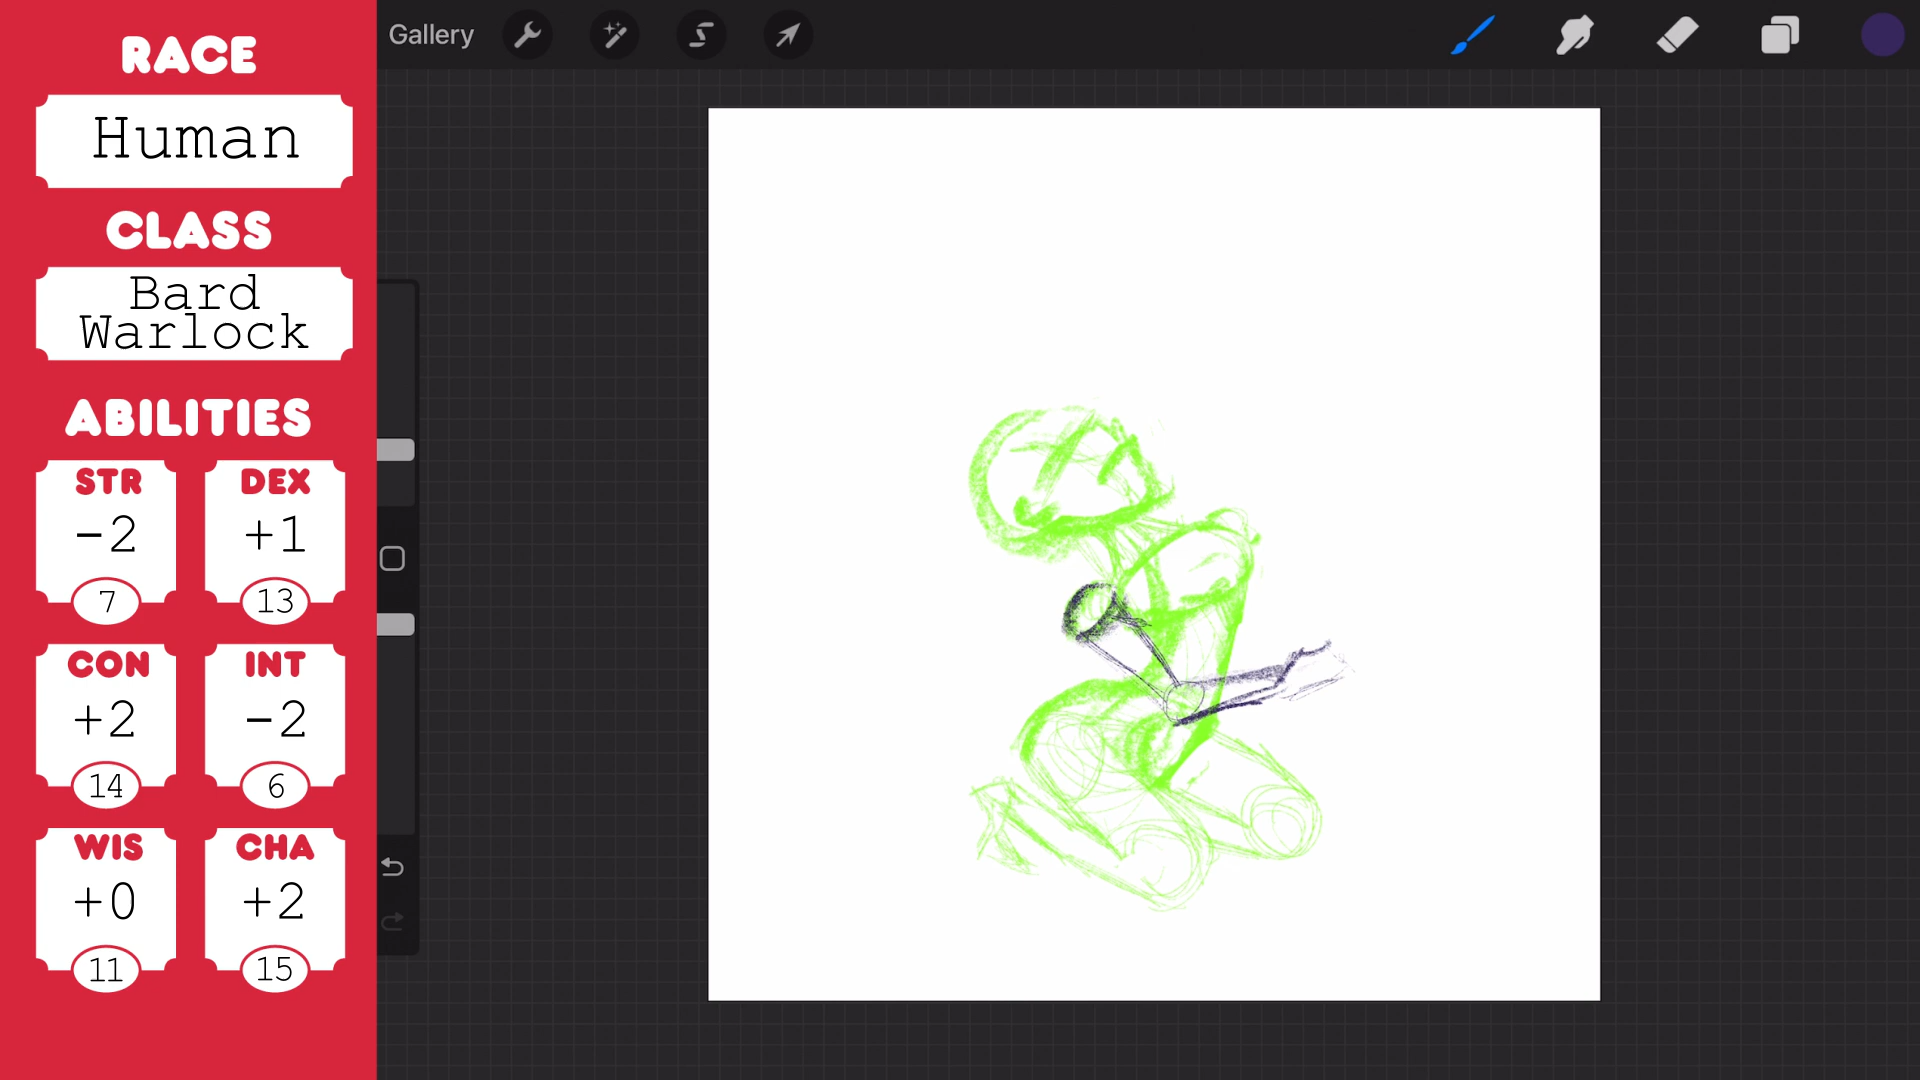 RACE
Human
CLASS
Bard
Warlock
ABILITIES
STR
-2
7
DEX
+1
13
CON
+2
14
INT
-2
6
WIS
+0
11
CHA
+2
15
Gallery